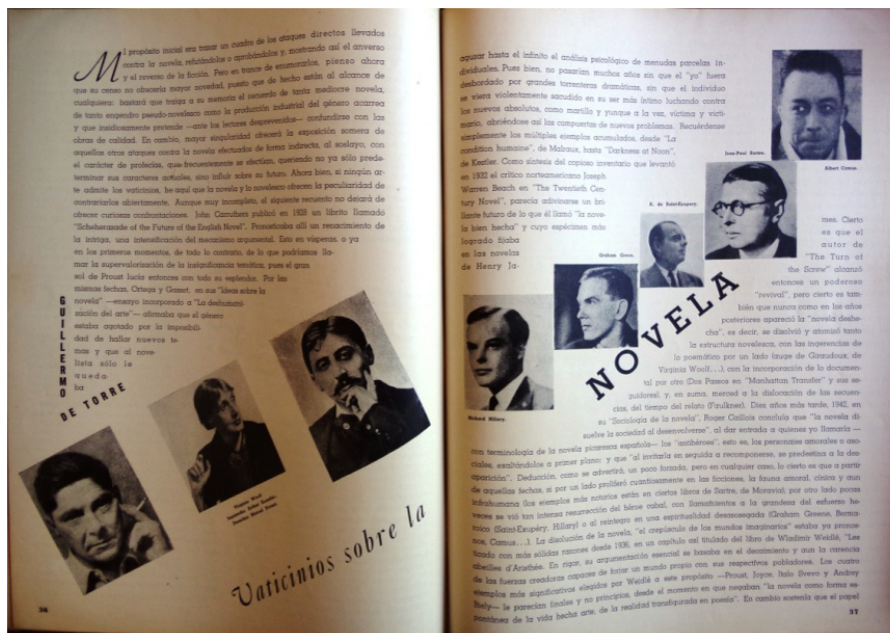 Mi propósito inicial era trazar un cuadro de los ataques directos llevados
contra la novela, refutándolos o aprobándolos y, mostrando así el anverso
y el reverso de la ficción. Pero en trance de enumerarlos, pienso ahora
que su censo no ofrecería mayor novedad, puesto que de hecho están al alcance de
cualquiera: bastará que traiga a su memoria el recuerdo de tanta mediocre novela,
de tanto engendro pseudo-novelesco como la producción industrial del género acarrea
y que insidiosamente pretende —ante los lectores desprevenidos— confundirse con las
obras de calidad. En cambio, mayor singularidad ofrecerá la exposición somera de
aquellos otros ataques contra la novela efectuados de forma indirecta, al soslayo, con
el carácter de profecías, que frecuentemente se efectúan, queriendo no ya sólo prede-
terminar sus caracteres actuales, sino influir sobre su futuro. Ahora bien, si ningún ar-
te admite los vaticinios, he aquí que la novela y lo novelesco ofrecen la peculiaridad de
contrariarlos abiertamente. Aunque muy incompleto, el siguiente recuento no dejará de
ofrecer curiosas confrontaciones. John Carruthers publicó en 1928 un librito llamado
"Scheherazade of the Future of the English Novel". Pronosticaba allí un renacimiento de
la intriga, una intensificación del mecanismo argumental. Esto en vísperas, o ya
en los primeros momentos, de todo lo contrario, de lo que podríamos lla-
mar la supervalorización de la insignificancia temática, pues el gran
sol de Proust lucía entonces con todo su esplendor. Por las
mismas fechas, Ortega y Gasset, en sus "Ideas sobre la
novela" —ensayo incorporado a "La deshumani-
zación del arte"— afirmaba que el género
estaba agotado por la imposibili-
dad de hallar nuevos te-
mas y que al nove-
lista sólo le
queda-
ba
GUILLERMO
DE TORRE
Virginia Woolf
Vaticinios sobre la
36
aguzar hasta el infinito el análisis psicológico de menudas parcelas in-
dividuales. Pues bien, no pasarían muchos años sin que el "yo" fuera
desbordado por grandes torrenteras dramáticas, sin que el individuo
se viera violentamente sacudido en su ser más íntimo luchando contra
los nuevos absolutos, como martillo y yunque a la vez, víctima y victi-
mario, abriéndose así las compuertas de nuevos problemas. Recuérdense
simplemente los múltiples ejemplos acumulados, desde "La
condition humaine", de Malraux, hasta "Darkness at Noon",
de Kestler. Como síntesis del copioso inventario que levantó
en 1932 el crítico norteamericano Joseph
Warren Beach en "The Twentieth Cen-
tury Novel", parecía adivinarse un bri-
llante futuro de lo que él llamó "la nove-
la bien hecha" y cuyo espécimen más
logrado fijaba
en las novelas
de Henry Ja-
Jean-Paul Sartre.
Albert Camus.
A. de Saint-Exupery.
Graham Green.
Richard Hillary.
NOVELA
mes. Cierto
es que el
autor de
"The Turn of
the Screw" alcanzó
entonces un poderoso
"revival", pero cierto es tam-
bién que nunca como en los años
posteriores apareció la "novela deshe-
cha", es decir, se disolvió y atomizó tanto
la estructura novelesca, con las ingerencias de
lo poemático por un lado (auge de Giraudoux, de
Virginia Woolf...), con la incorporación de lo documen-
tal por otro (Dos Passos en "Manhattan Transfer" y sus se-
guidores), y, en suma, merced a la dislocación de las secuen-
cias, del tiempo del relato (Faulkner). Diez años más tarde, 1942, en
su "Sociología de la novela", Roger Caillois concluía que "la novela di-
suelve la sociedad al desenvolverse", al dar entrada a quienes yo llamaría —
con terminología de la novela picaresca española— los "antihéroes", esto es, los personajes amorales o aso-
ciales, exaltándolos a primer plano; y que "al invitarla en seguida a recomponerse, se predestina a la des-
aparición". Deducción, como se advertirá, un poco forzada, pero en cualquier caso, lo cierto es que a partir
de aquellas fechas, si por un lado proliferó cuantiosamente en las ficciones, la fauna amoral, cínica y aun
infrahumana (los ejemplos más notorios están en ciertos libros de Sartre, de Moravia), por otro lado pocas
veces se vió tan intensa resurrección del héroe cabal, con llamamientos a la grandeza del esfuerzo he-
roico (Saint-Exupéry, Hillary) o al reintegro en una espiritualidad desasosegada (Graham Greene, Berna-
nos, Camus...). La disolución de la novela, "el crepúsculo de los mundos imaginarios" estaba ya pronos-
ticado con más sólidas razones desde 1936, en un capítulo así titulado del libro de Wladimir Weidlé, "Les
abeilles d'Aristhée. En rigor, su argumentación esencial se basaba en el decaimiento y aun la carencia
de las fuerzas creadoras capaces de forjar un mundo propio con sus respectivos pobladores. Los cuatro
ejemplos más significativos elegidos por Weidlé a este propósito —Proust, Joyce, Italo Svevo y Andrey
Biely— le parecían finales y no principios, desde el momento en que negaban "la novela como forma es-
pontánea de la vida hecha arte, de la realidad transfigurada en poesía". En cambio sostenía que el papel
37